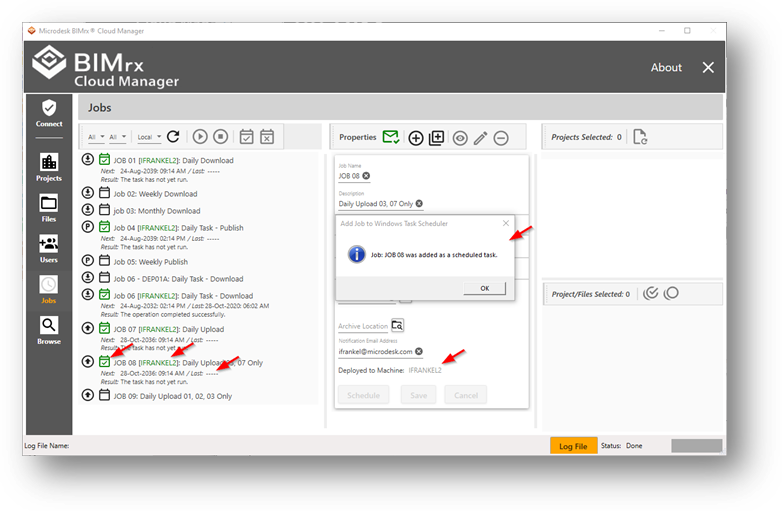 Microdesk BIMrx® Cloud Manager
BIMrx
Cloud Manager
About
Connect
Projects
Files
Users
Jobs
Browse
Jobs
All All Local
JOB 01 [IFRANKEL2]: Daily Download
Next: 24-Aug-2039: 09:14 AM / Last: -----
Result: The task has not yet run.
Job 02: Weekly Download
job 03: Monthly Download
Job 04 [IFRANKEL2]: Daily Task - Publish
Next: 24-Aug-2039: 02:14 PM / Last: -----
Result: The task has not yet run.
Job 05: Weekly Publish
Job 06 - DEP01A: Daily Task - Download
Job 06 [IFRANKEL2]: Daily Task - Download
Next: 24-Aug-2032: 02:14 PM / Last:28-Oct-2020: 06:02 AM
Result: The operation completed successfully.
JOB 07 [IFRANKEL2]: Daily Upload
Next: 28-Oct-2036: 09:14 AM / Last: -----
Result: The task has not yet run.
JOB 08 [IFRANKEL2]: Daily Upload 03, 07 Only
Next: 28-Oct-2036: 09:14 AM / Last: -----
Result: The task has not yet run.
JOB 09: Daily Upload 01, 02, 03 Only
Properties
Job Name
JOB 08
Description
Daily Upload 03, 07 Only
Add Job to Windows Task Scheduler
Job: JOB 08 was added as a scheduled task.
OK
Archive Location
Notification Email Address
ifrankel@microdesk.com
Deployed to Machine: IFRANKEL2
Schedule Save Cancel
Projects Selected: 0
Project/Files Selected: 0
Log File Name:
Log File
Status: Done